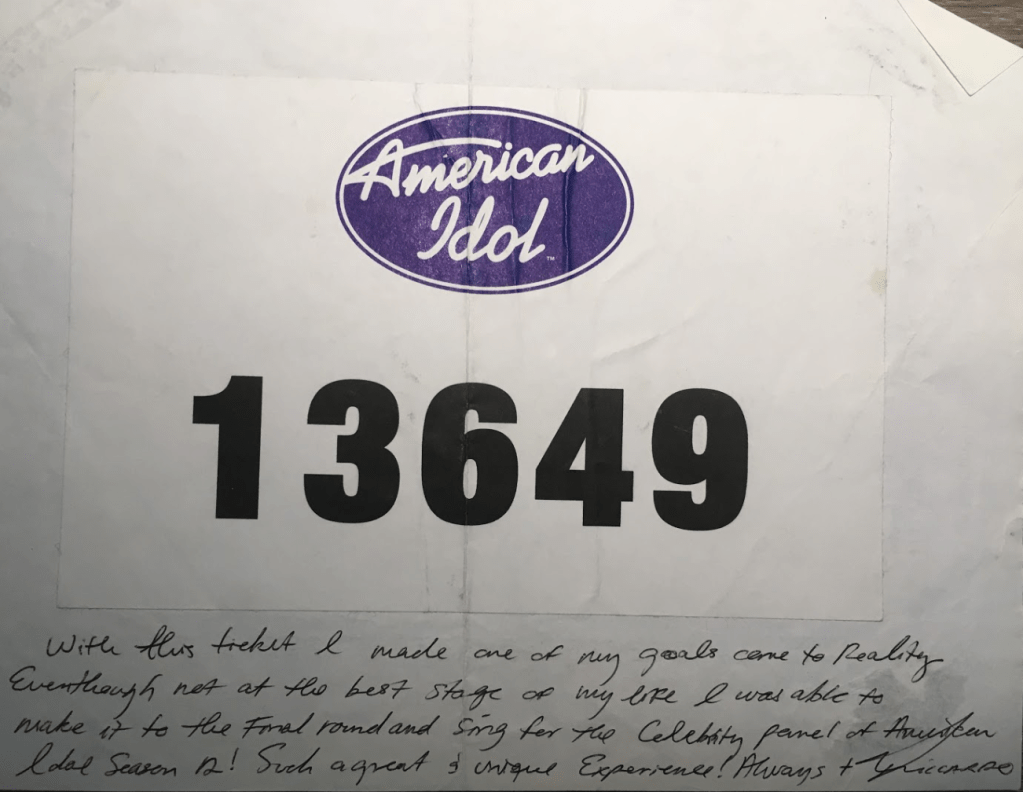 American
Idol
™
13649
With this ticket I made one of my goals come to Reality
Eventhough not at the best stage of my life I was able to
make it to the Final round and Sing for the Celebrity panel of American
Idol Season 12! Such a great & unique Experience! Always +